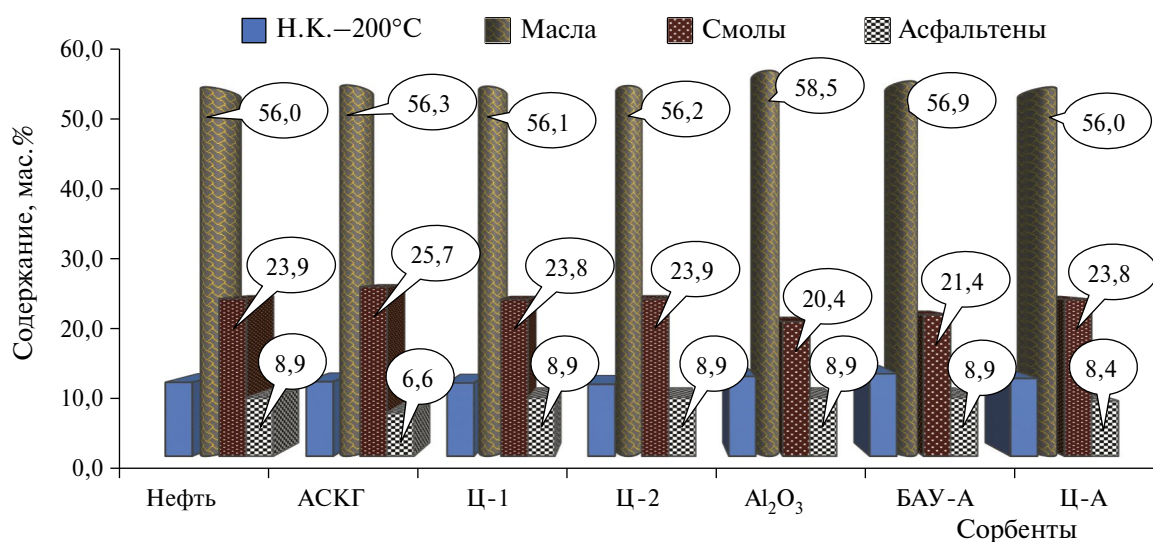 Н.К.–200°С Масла Смолы Асфальтены
Содержание, мас.%
60,0
50,0
40,0
30,0
20,0
10,0
0,0
56,0 56,3 56,1 56,2 58,5 56,9 56,0
23,9 25,7 23,8 23,9 20,4 21,4 23,8
8,9 6,6 8,9 8,9 8,9 8,9 8,4
Нефть АСКГ Ц-1 Ц-2 Al₂O₃ БАУ-А Ц-А
Сорбенты